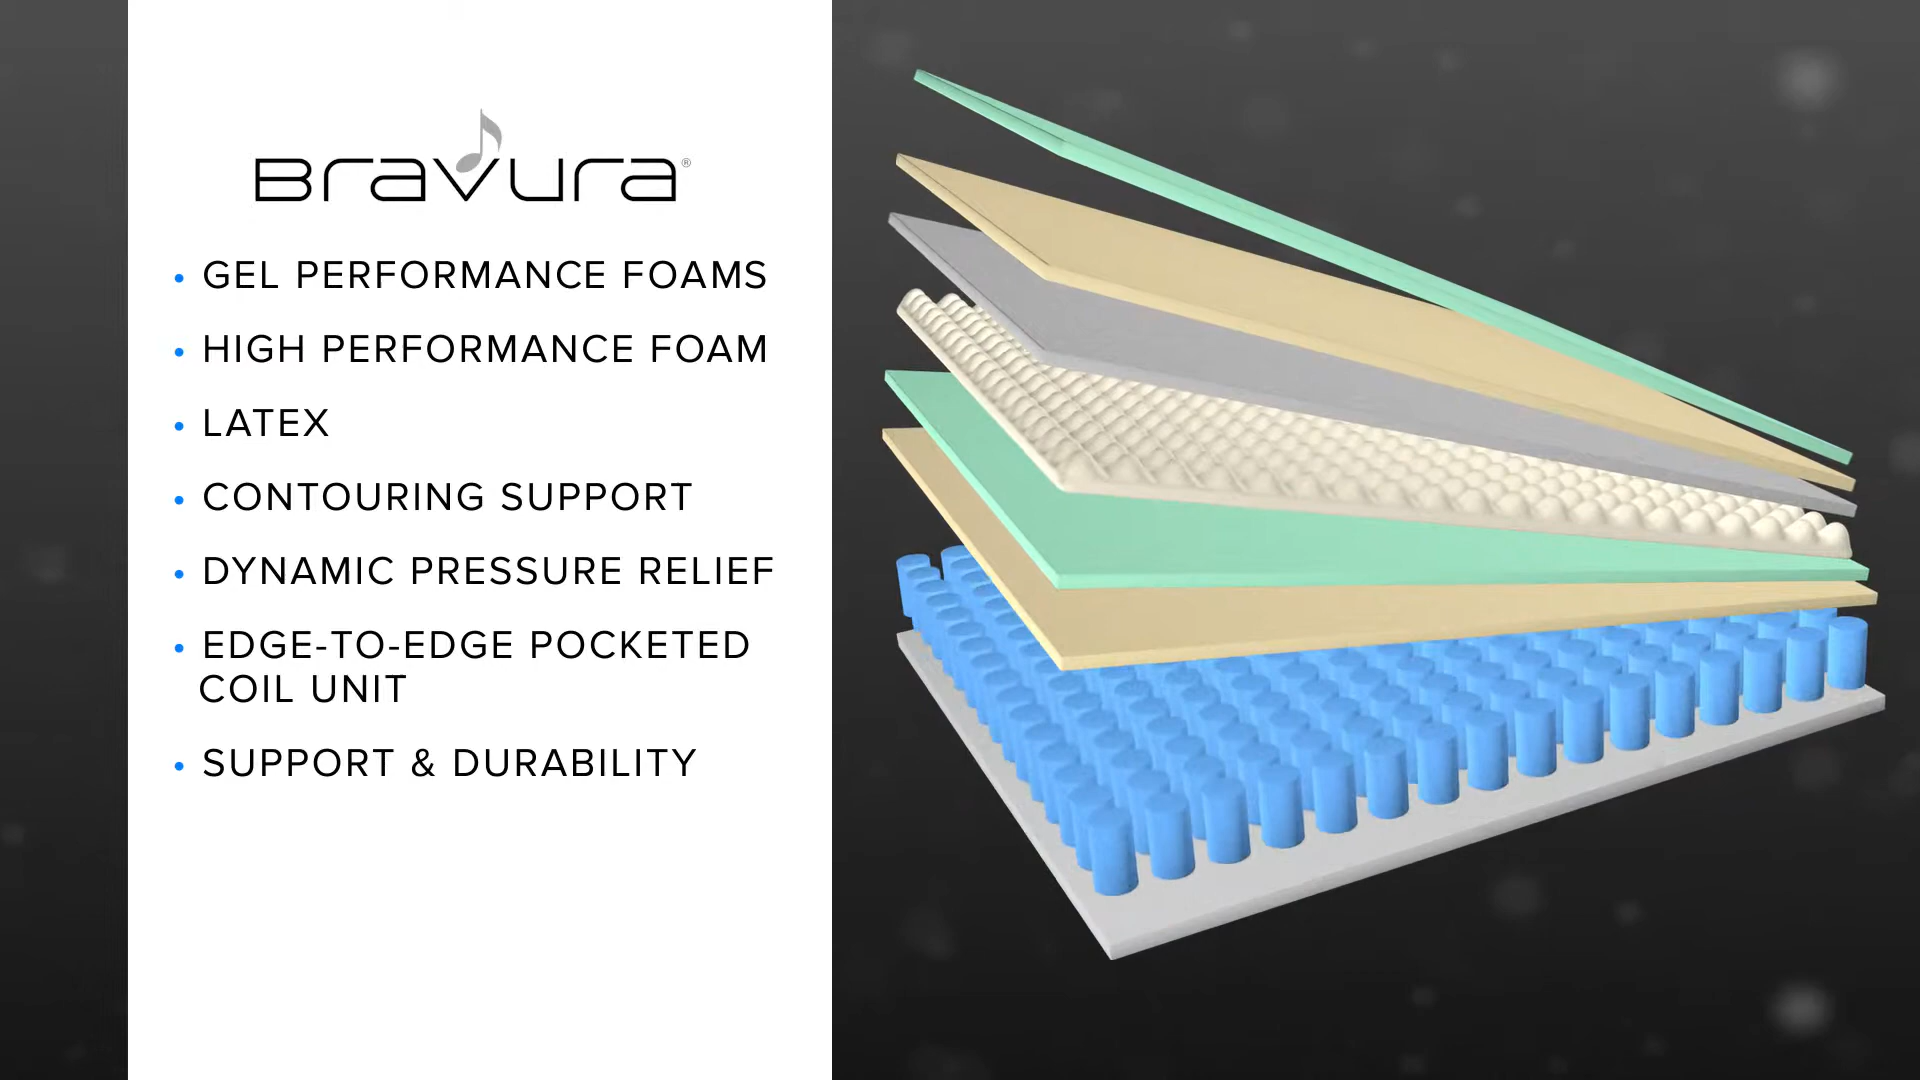 Bravura®
• GEL PERFORMANCE FOAMS
• HIGH PERFORMANCE FOAM
• LATEX
• CONTOURING SUPPORT
• DYNAMIC PRESSURE RELIEF
• EDGE-TO-EDGE POCKETED
COIL UNIT
• SUPPORT & DURABILITY